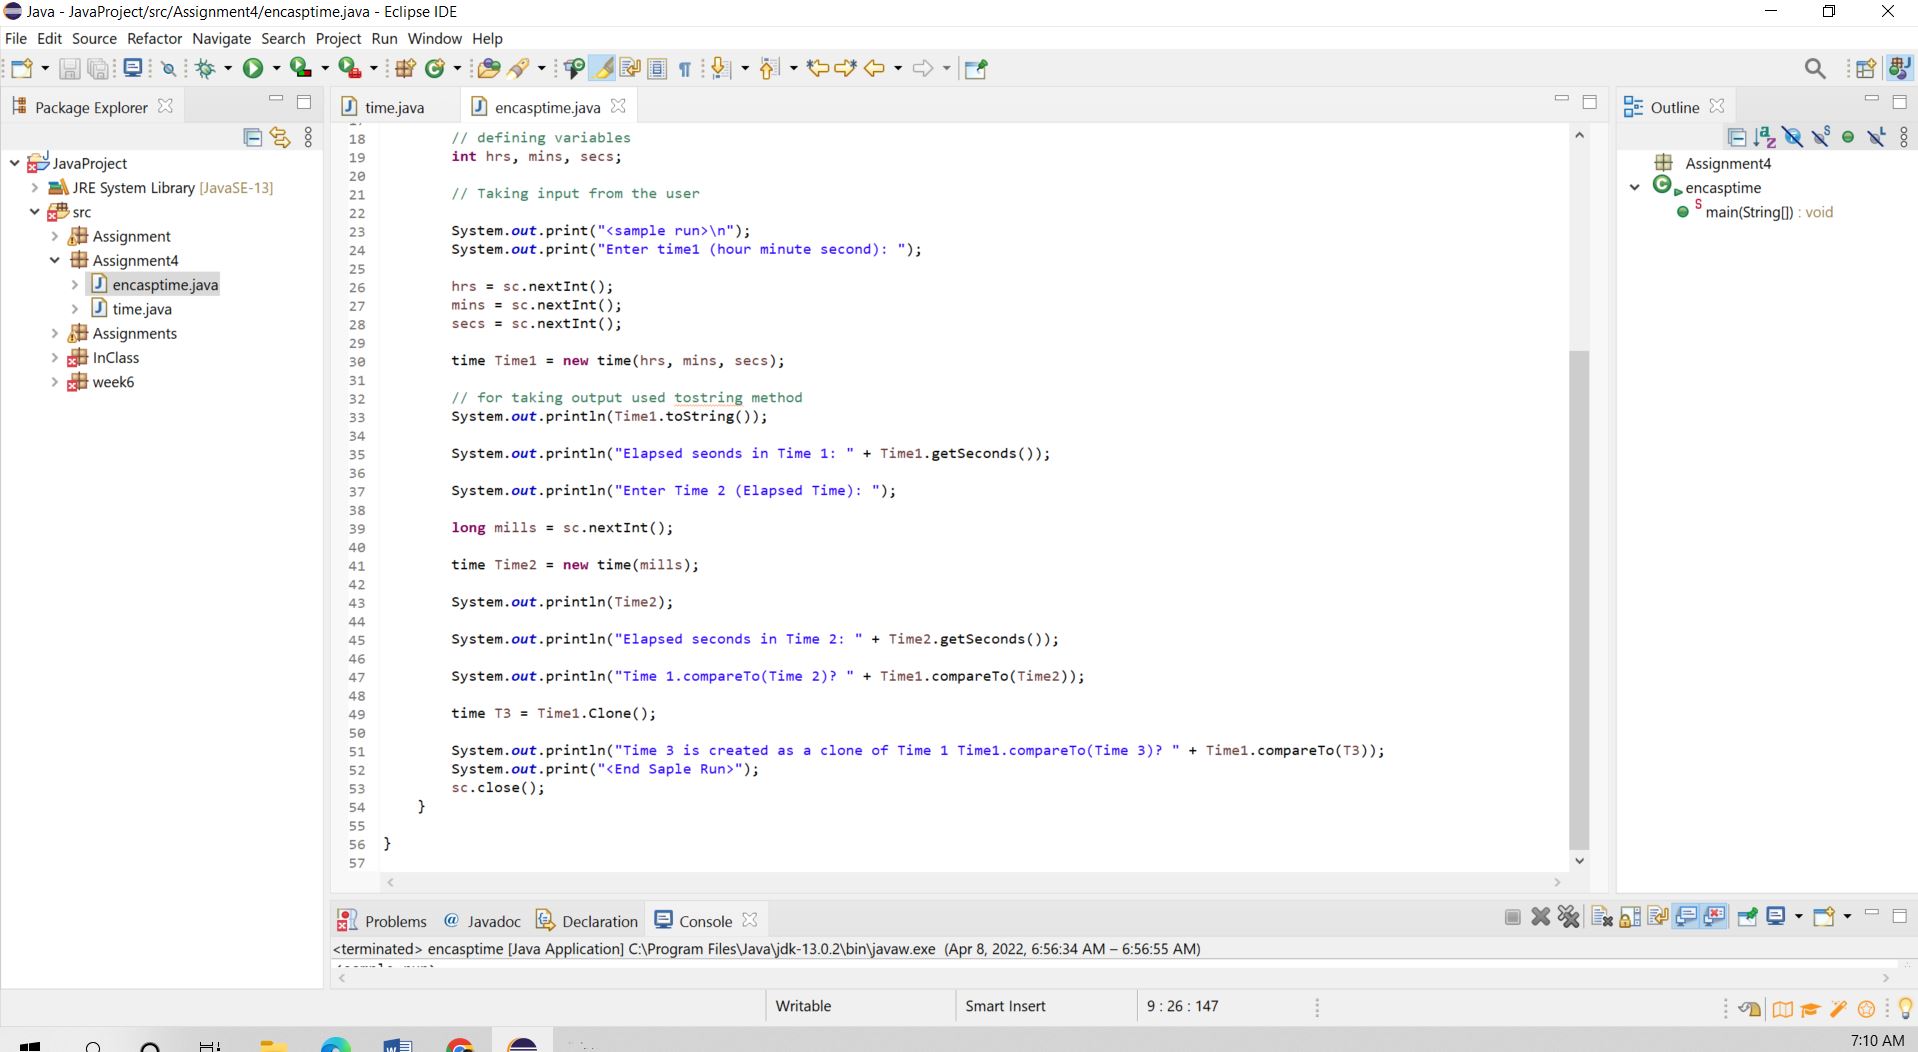 Java - JavaProject/src/Assignment4/encasptime.java - Eclipse IDE
File Edit Source Refactor Navigate Search Project Run Window Help
Package Explorer
JavaProject
JRE System Library [JavaSE-13]
src
Assignment
Assignment4
encasptime.java
time.java
Assignments
InClass
week6
time.java
encasptime.java
18 // defining variables
19 int hrs, mins, secs;
20
21 // Taking input from the user
22
23 System.out.print("<sample run>\n");
24 System.out.print("Enter time1 (hour minute second): ");
25
26 hrs = sc.nextInt();
27 mins = sc.nextInt();
28 secs = sc.nextInt();
29
30 time Time1 = new time(hrs, mins, secs);
31
32 // for taking output used tostring method
33 System.out.println(Time1.toString());
34
35 System.out.println("Elapsed seonds in Time 1: " + Time1.getSeconds());
36
37 System.out.println("Enter Time 2 (Elapsed Time): ");
38
39 long mills = sc.nextInt();
40
41 time Time2 = new time(mills);
42
43 System.out.println(Time2);
44
45 System.out.println("Elapsed seconds in Time 2: " + Time2.getSeconds());
46
47 System.out.println("Time 1.compareTo(Time 2)? " + Time1.compareTo(Time2));
48
49 time T3 = Time1.Clone();
50
51 System.out.println("Time 3 is created as a clone of Time 1 Time1.compareTo(Time 3)? " + Time1.compareTo(T3));
52 System.out.print("<End Saple Run>");
53 sc.close();
54 }
55
56 }
57
Outline
Assignment4
encasptime
main(String[]) : void
Problems @ Javadoc Declaration Console
<terminated> encasptime [Java Application] C:\Program Files\Java\jdk-13.0.2\bin\javaw.exe (Apr 8, 2022, 6:56:34 AM – 6:56:55 AM)
Writable Smart Insert 9 : 26 : 147
7:10 AM